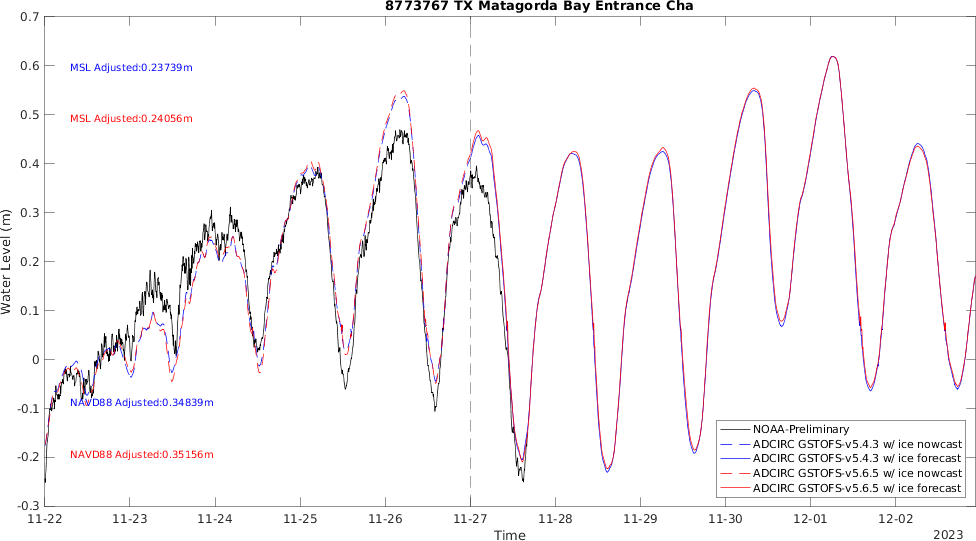 8773767 TX Matagorda Bay Entrance Cha
0.7
0.6
0.5
0.4
0.3
0.2
0.1
0
-0.1
-0.2
-0.3
Water Level (m)
MSL Adjusted:0.23739m
MSL Adjusted:0.24056m
NAVD88 Adjusted:0.34839m
NAVD88 Adjusted:0.35156m
NOAA-Preliminary
ADCIRC GSTOFS-v5.4.3 w/ ice nowcast
ADCIRC GSTOFS-v5.4.3 w/ ice forecast
ADCIRC GSTOFS-v5.6.5 w/ ice nowcast
ADCIRC GSTOFS-v5.6.5 w/ ice forecast
11-22 11-23 11-24 11-25 11-26 11-27 11-28 11-29 11-30 12-01 12-02
Time
2023